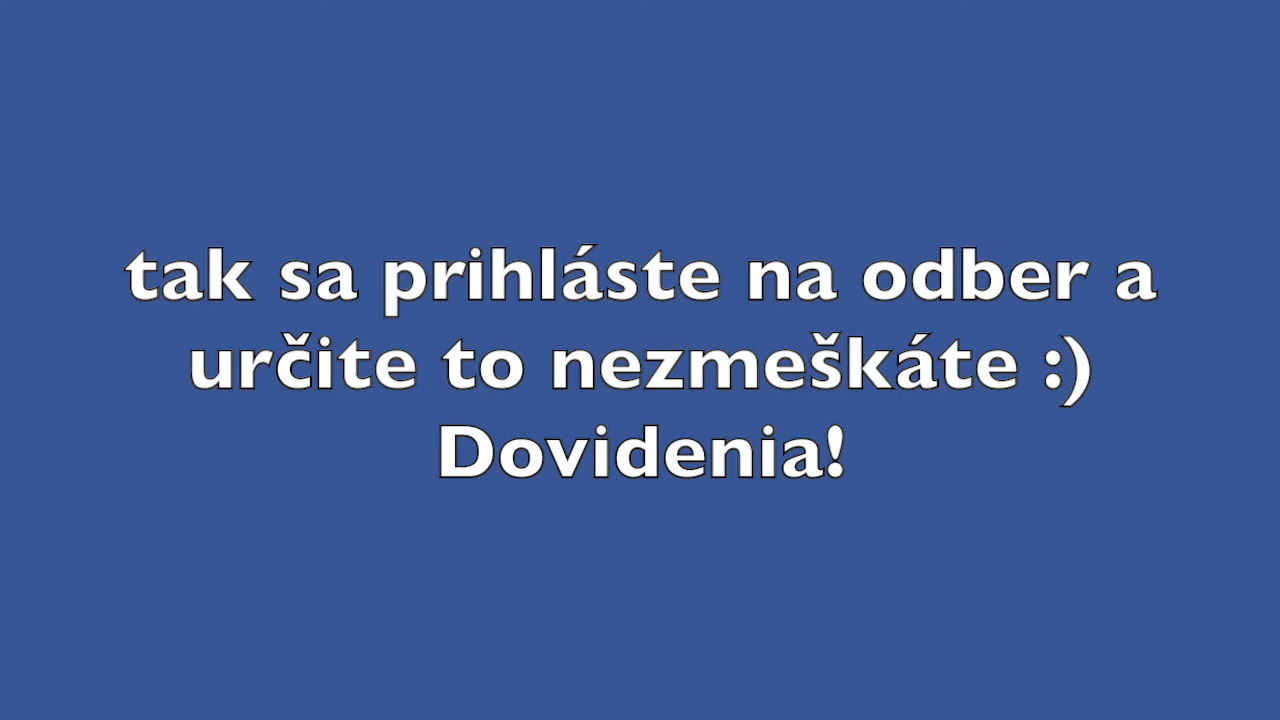 tak sa prihláste na odber a
určite to nezmeškáte :)
Dovidenia!